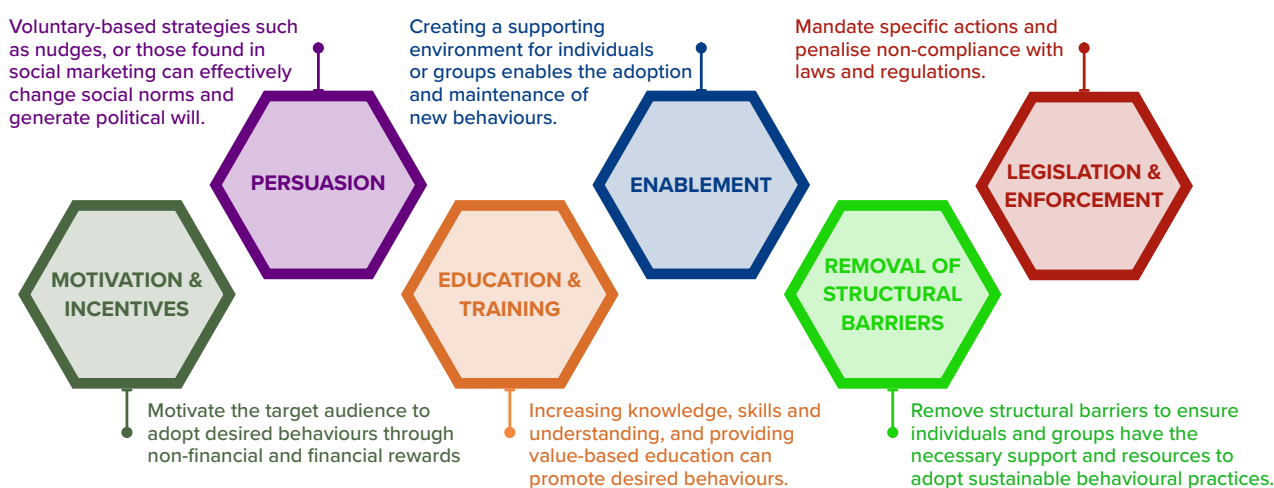 Voluntary-based strategies such
as nudges, or those found in
social marketing can effectively
change social norms and
generate political will.
Creating a supporting
environment for individuals
or groups enables the adoption
and maintenance of
new behaviours.
Mandate specific actions and
penalise non-compliance with
laws and regulations.
PERSUASION
ENABLEMENT
LEGISLATION &
ENFORCEMENT
MOTIVATION &
INCENTIVES
EDUCATION &
TRAINING
REMOVAL OF
STRUCTURAL
BARRIERS
Motivate the target audience to
adopt desired behaviours through
non-financial and financial rewards
Increasing knowledge, skills and
understanding, and providing
value-based education can
promote desired behaviours.
Remove structural barriers to ensure
individuals and groups have the
necessary support and resources to
adopt sustainable behavioural practices.